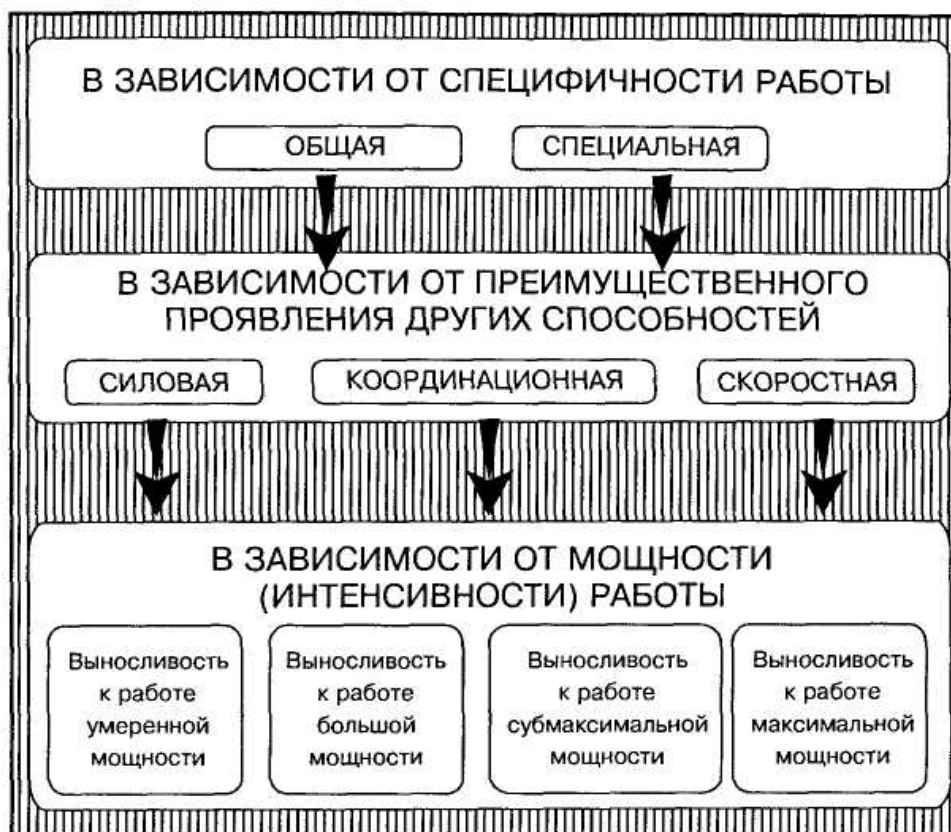 В ЗАВИСИМОСТИ ОТ СПЕЦИФИЧНОСТИ РАБОТЫ
ОБЩАЯ
СПЕЦИАЛЬНАЯ
В ЗАВИСИМОСТИ ОТ ПРЕИМУЩЕСТВЕННОГО
ПРОЯВЛЕНИЯ ДРУГИХ СПОСОБНОСТЕЙ
СИЛОВАЯ
КООРДИНАЦИОННАЯ
СКОРОСТНАЯ
В ЗАВИСИМОСТИ ОТ МОЩНОСТИ
(ИНТЕНСИВНОСТИ) РАБОТЫ
Выносливость
к работе
умеренной
мощности
Выносливость
к работе
большой
мощности
Выносливость
к работе
субмаксимальной
мощности
Выносливость
к работе
максимальной
мощности